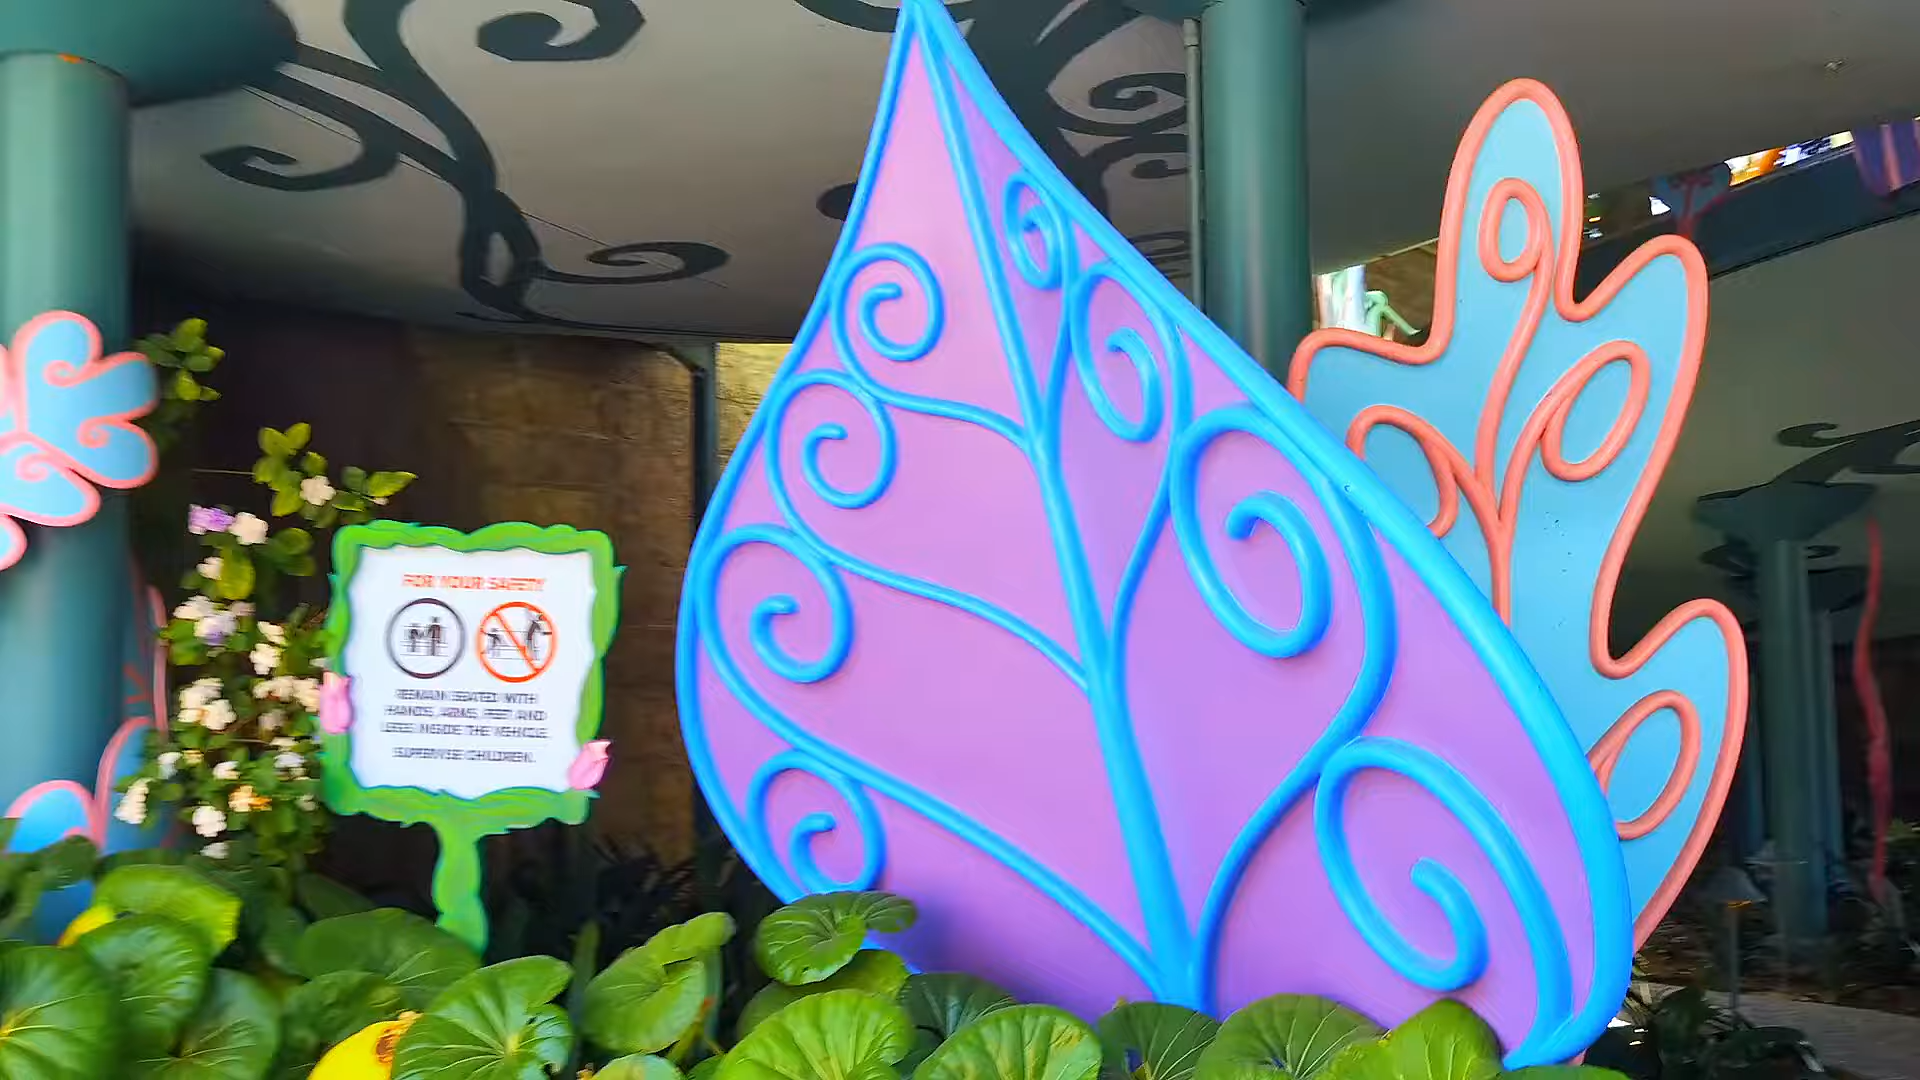 FOR YOUR SAFETY
REMAIN SEATED WITH
HANDS, ARMS, FEET AND
LEGS INSIDE THE VEHICLE.
SUPERVISE CHILDREN.